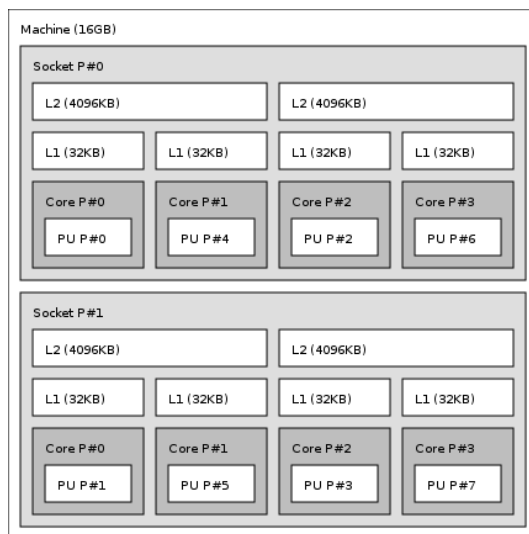 Machine (16GB)
Socket P#0
L2 (4096KB) L2 (4096KB)
L1 (32KB) L1 (32KB) L1 (32KB) L1 (32KB)
Core P#0 Core P#1 Core P#2 Core P#3
PU P#0 PU P#4 PU P#2 PU P#6
Socket P#1
L2 (4096KB) L2 (4096KB)
L1 (32KB) L1 (32KB) L1 (32KB) L1 (32KB)
Core P#0 Core P#1 Core P#2 Core P#3
PU P#1 PU P#5 PU P#3 PU P#7